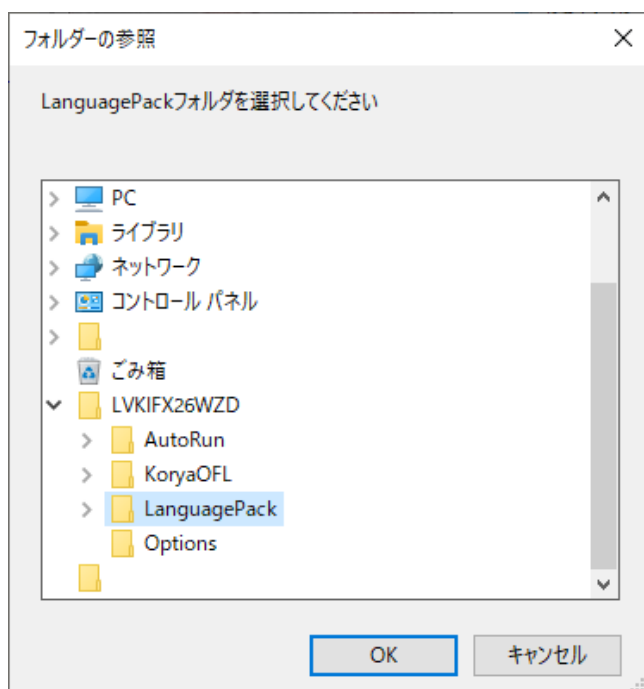 フォルダーの参照
LanguagePackフォルダを選択してください
PC
ライブラリ
ネットワーク
コントロール パネル
ごみ箱
LVKIFX26WZD
AutoRun
KoryaOFL
LanguagePack
Options
OK
キャンセル